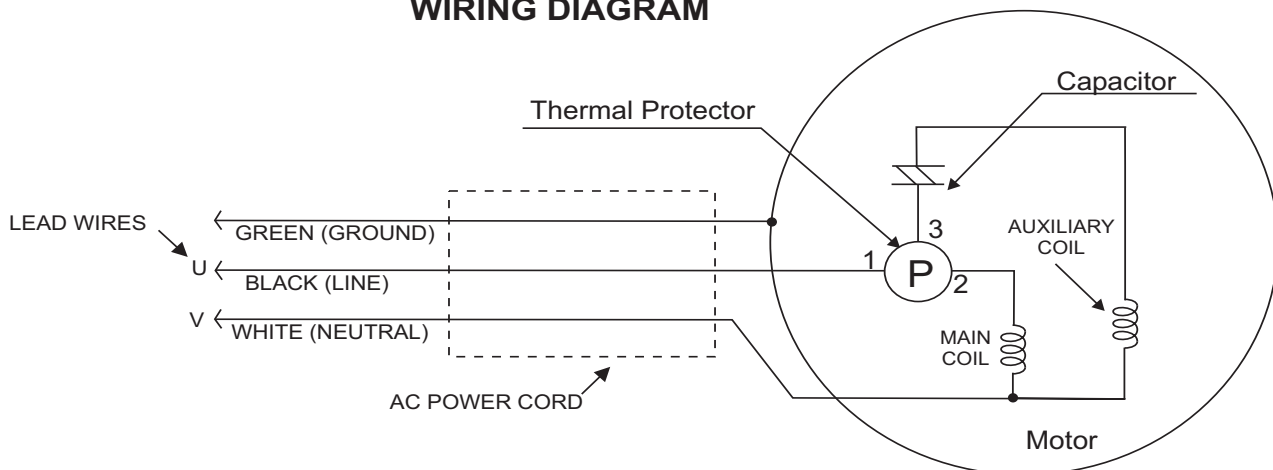 WIRING DIAGRAM
Capacitor
Thermal Protector
LEAD WIRES
GREEN (GROUND)
3
AUXILIARY
COIL
U
BLACK (LINE)
1
P
2
V
WHITE (NEUTRAL)
MAIN
COIL
AC POWER CORD
Motor